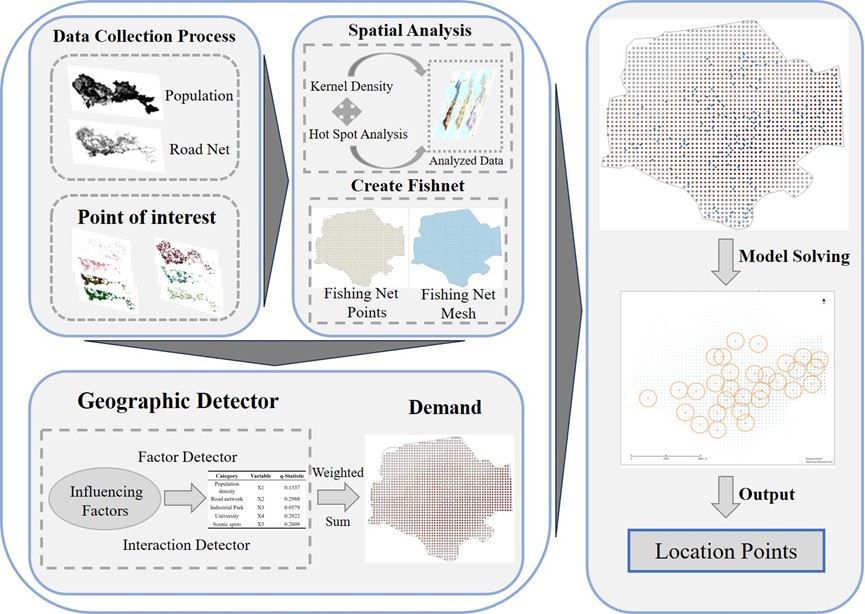 Data Collection Process
Population
Road Net
Point of interest
Spatial Analysis
Kernel Density
Hot Spot Analysis
Analyzed Data
Create Fishnet
Fishing Net
Points
Fishing Net
Mesh
Geographic Detector
Factor Detector
Influencing
Factors
Category Variable q-Statistic
Population
density X1 0.1337
Road network X2 0.2988
Industrial Park X3 0.0579
University X4 0.2922
Scenic spots X5 0.2609
Interaction Detector
Weighted
Sum
Demand
Model Solving
Output
Location Points